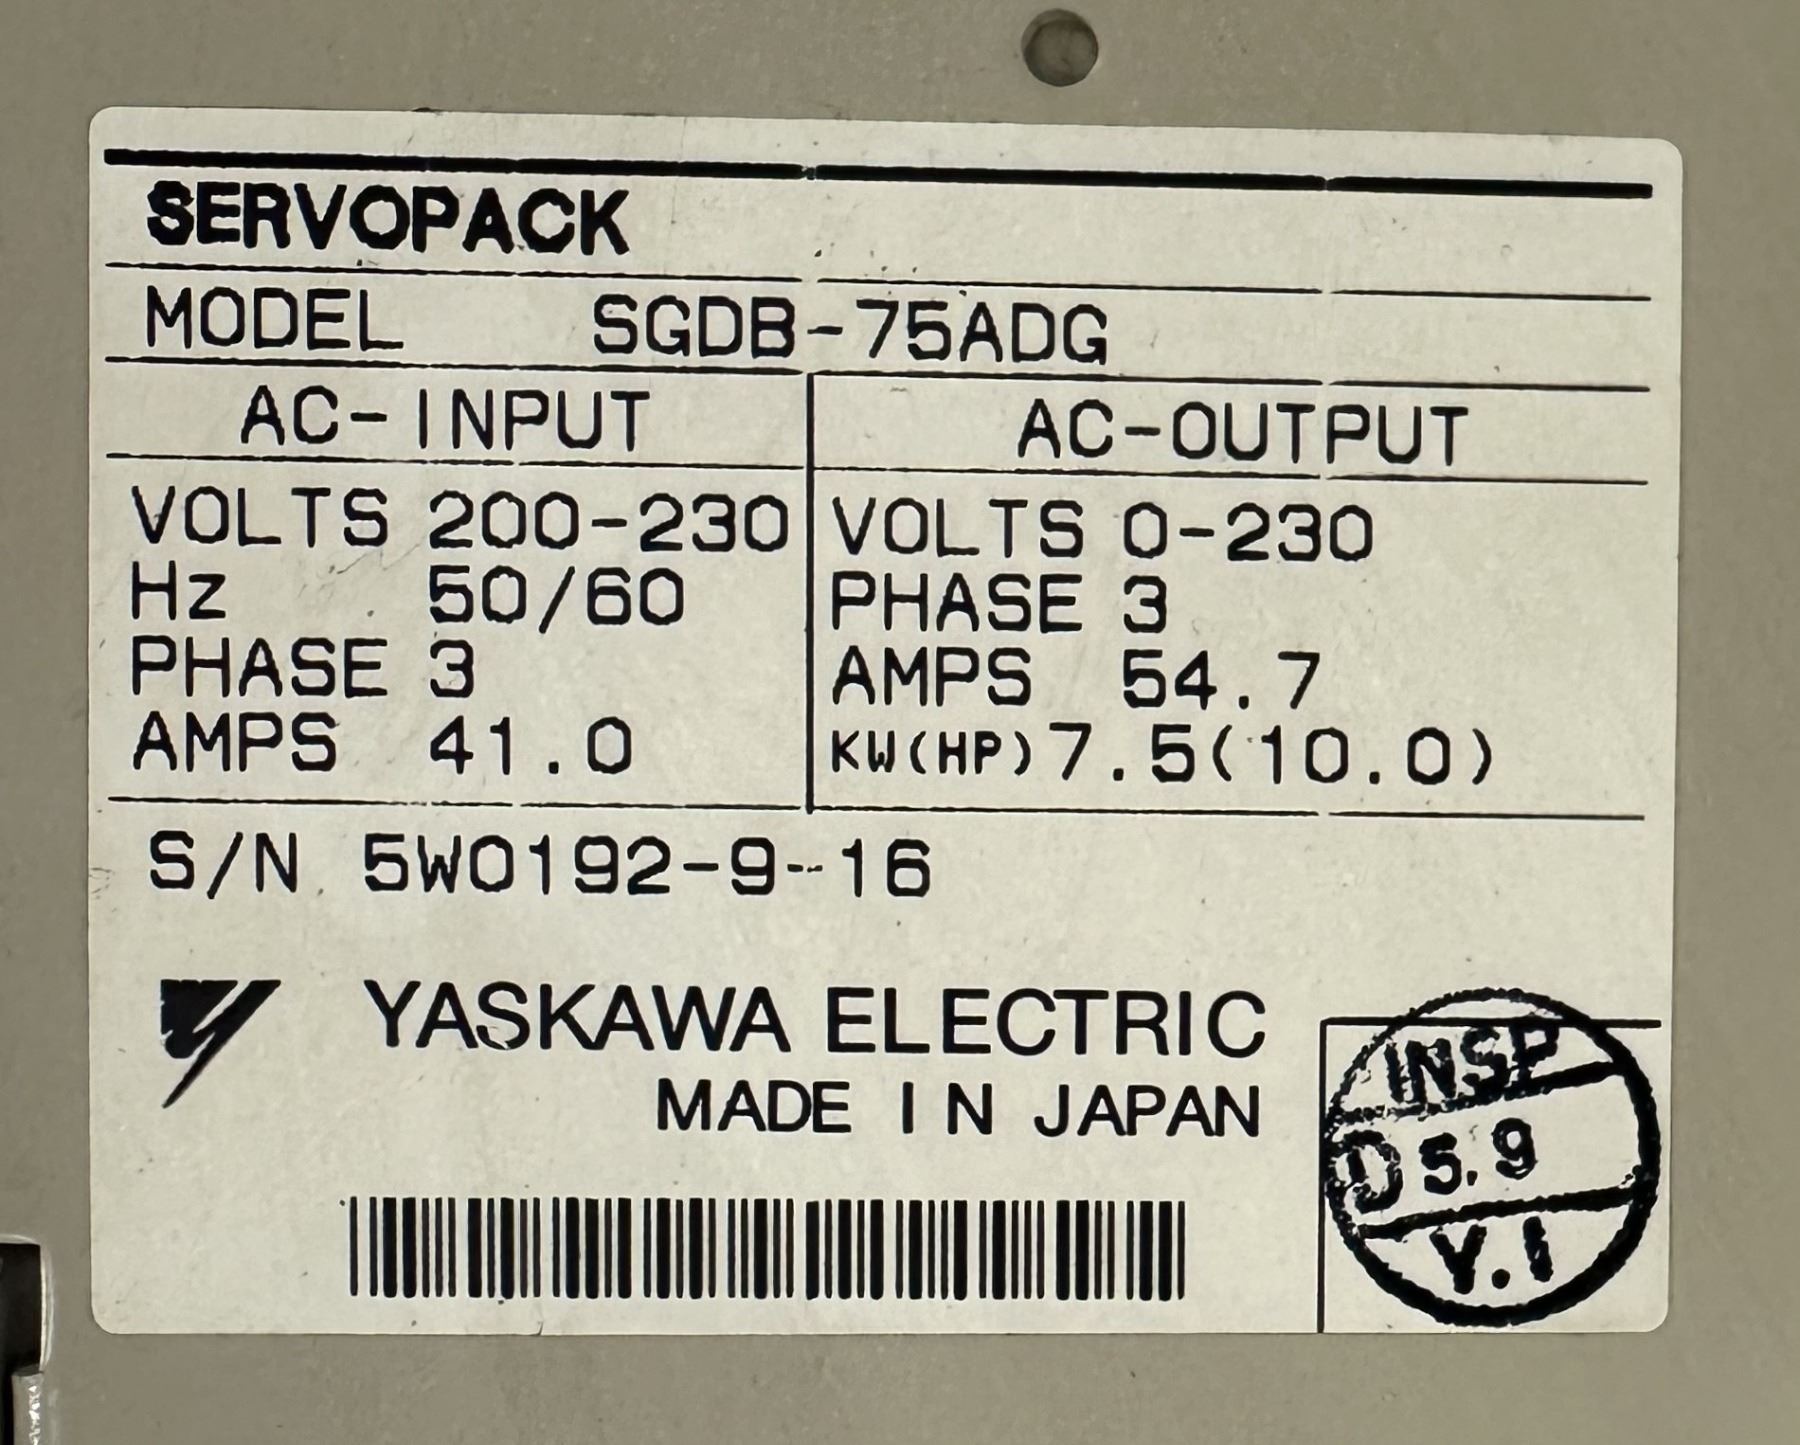 SERVOPACK
MODEL SGDB-75ADG
AC-INPUT AC-OUTPUT
VOLTS 200-230 VOLTS 0-230
Hz 50/60 PHASE 3
PHASE 3 AMPS 54.7
AMPS 41.0 KW(HP) 7.5(10.0)
S/N 5W0192-9-16
YASKAWA ELECTRIC
MADE IN JAPAN
INSP
5.9
Y.I